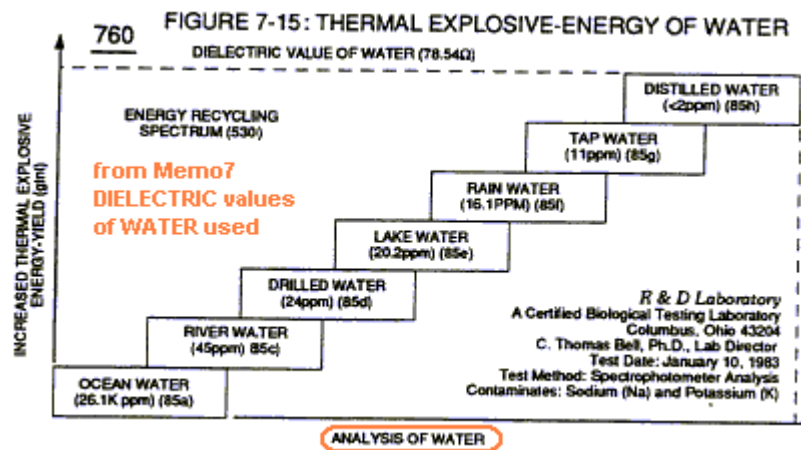 760
FIGURE 7-15: THERMAL EXPLOSIVE-ENERGY OF WATER
DIELECTRIC VALUE OF WATER (78.54Ω)
ENERGY RECYCLING
SPECTRUM (530i)
from Memo7
DIELECTRIC values
of WATER used
INCREASED THERMAL EXPLOSIVE
ENERGY-YIELD (gtnt)
DISTILLED WATER
(<2ppm) (85h)
TAP WATER
(11ppm) (85g)
RAIN WATER
(16.1PPM) (85f)
LAKE WATER
(20.2ppm) (85e)
DRILLED WATER
(24ppm) (85d)
RIVER WATER
(45ppm) 85c)
OCEAN WATER
(26.1K ppm) (85a)
R & D Laboratory
A Certified Biological Testing Laboratory
Columbus, Ohio 43204
C. Thomas Bell, Ph.D., Lab Director
Test Date: January 10, 1983
Test Method: Spectrophotometer Analysis
Contaminates: Sodium (Na) and Potassium (K)
ANALYSIS OF WATER